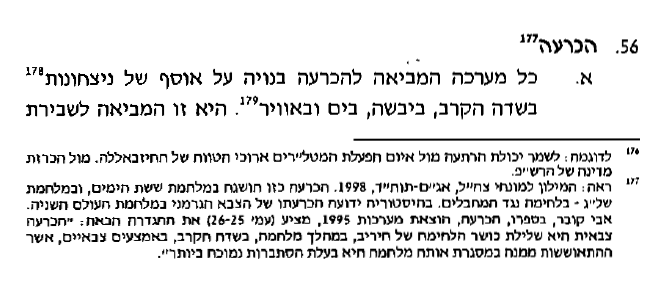 56. הכרעה177
א. כל מערכה המביאה להכרעה בנויה על אוסף של ניצחונות178
בשדה הקרב, ביבשה, בים ובאוויר179. היא זו המביאה לשבירת
176 לדוגמה: לשמר יכולת הרתעה מול איום הפעלת המטל"רים ארוכי הטווח של החיזבאללה. מול הכרזת
מדינה של הרש"פ.
177 ראה: המילון למונחי צה"ל, אג"ם-תוה"ד, 1998. הכרעה כזו הושגה במלחמת ששת הימים, ובמלחמת
של"ג - בלחימה נגד המחבלים. בהיסטוריה ידועה הכרעתו של הצבא הגרמני במלחמת העולם השניה.
אבי קובר, בספרו, הכרעה, הוצאת מערכות 1995, מציע (עמי 26-25) את ההגדרה הבאה: "הכרעה
צבאית היא שלילת כושר הלחימה של היריב, במהלך מלחמה, בשדה הקרב, באמצעים צבאיים, אשר
ההתאוששות ממנה במסגרת אותה מלחמה היא בעלת הסתברות נמוכה ביותר".